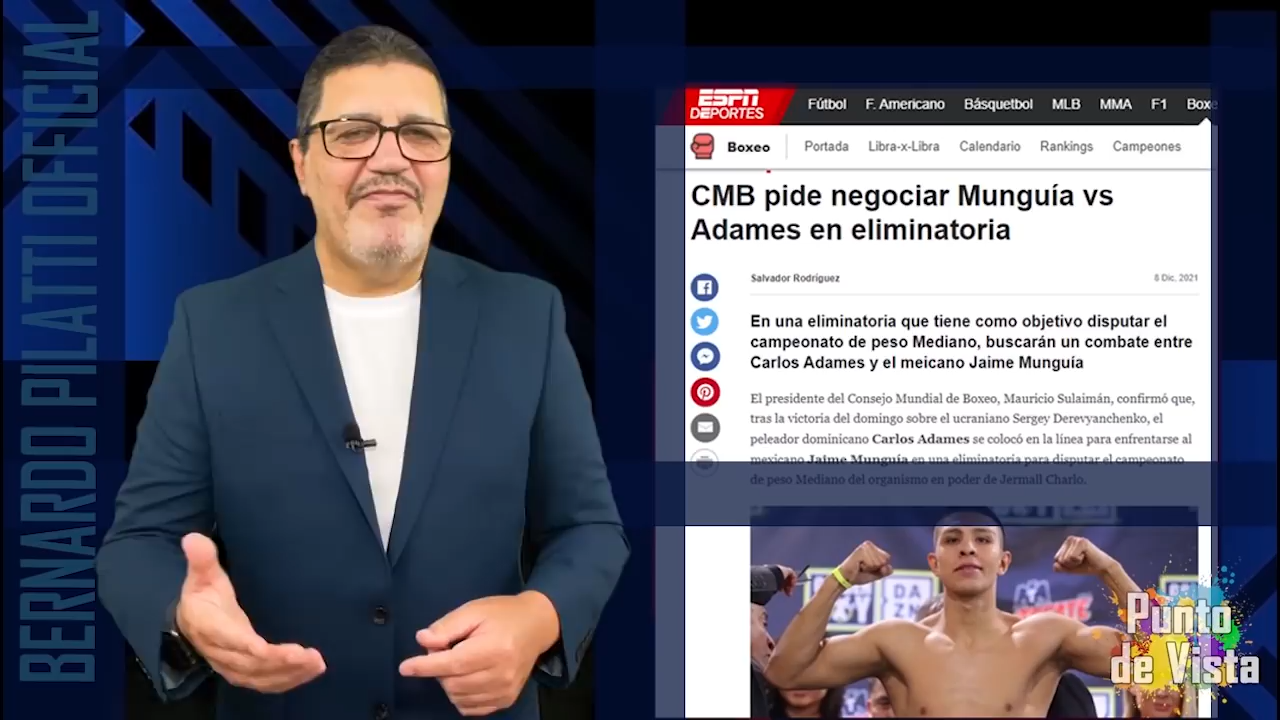 BERNARDO PILATTI OFFICIAL
ESPN
DEPORTES
Fútbol F. Americano Básquetbol MLB MMA F1 Boxe
Boxeo Portada Libra-x-Libra Calendario Rankings Campeones
CMB pide negociar Munguía vs
Adames en eliminatoria
Salvador Rodríguez 8 Dic, 2021
En una eliminatoria que tiene como objetivo disputar el
campeonato de peso Mediano, buscarán un combate entre
Carlos Adames y el meicano Jaime Munguía
El presidente del Consejo Mundial de Boxeo, Mauricio Sulaimán, confirmó que,
tras la victoria del domingo sobre el ucraniano Sergey Derevyanchenko, el
peleador dominicano Carlos Adames se colocó en la línea para enfrentarse al
mexicano Jaime Munguía en una eliminatoria para disputar el campeonato
de peso Mediano del organismo en poder de Jermall Charlo.
DA
ZN
Punto
de Vista